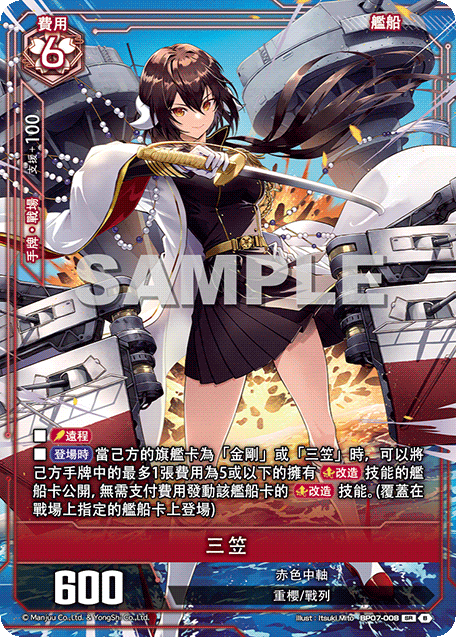 費用
6
艦船
支援+100
手牌・戰場
SAMPLE
遠程
登場時 當己方的旗艦卡為「金剛」或「三笠」時, 可以將
己方手牌中的最多1張費用為5或以下的擁有 改造 技能的艦
船卡公開, 無需支付費用發動該艦船卡的 改造 技能。(覆蓋在
戰場上指定的艦船卡上登場)
三笠
600
赤色中軸
重櫻/戰列
© Manjuu Co.,Ltd. & YongShi Co.,Ltd.
Illust : Itsuki,Mito
BP07-008 SR